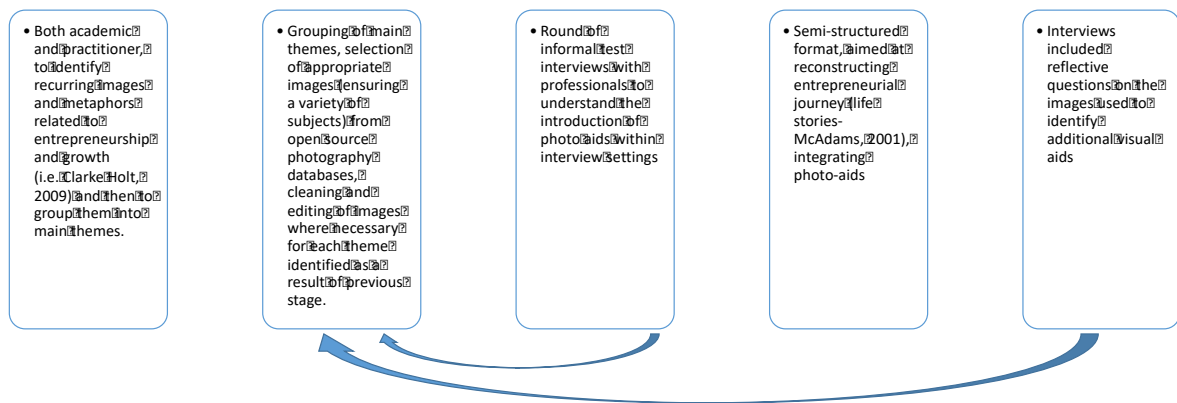 • Both academic
and practitioner,
to identify
recurring images
and metaphors
related to
entrepreneurship
and growth
(i.e. Clarke Holt,
2009) and then to
group them into
main themes.
• Grouping of main
themes, selection
of appropriate
images (ensuring
a variety of
subjects) from
open source
photography
databases,
cleaning and
editing of images
where necessary
for each theme
identified as a
result of previous
stage.
• Round of
informal test
interviews with
professionals to
understand the
introduction of
photo aids within
interview settings
• Semi-structured
format, aimed at
reconstructing
entrepreneurial
journey (life
stories-
McAdams, 2001),
integrating
photo-aids
• Interviews
included
reflective
questions on the
images used to
identify
additional visual
aids